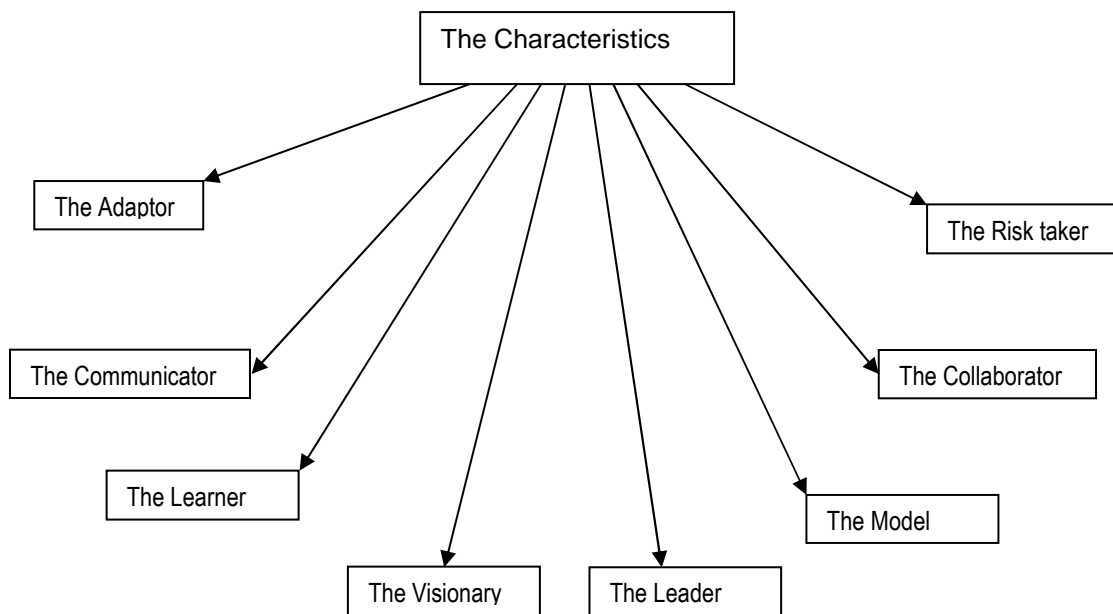 The Characteristics
The Adaptor
The Risk taker
The Communicator
The Collaborator
The Learner
The Model
The Visionary
The Leader